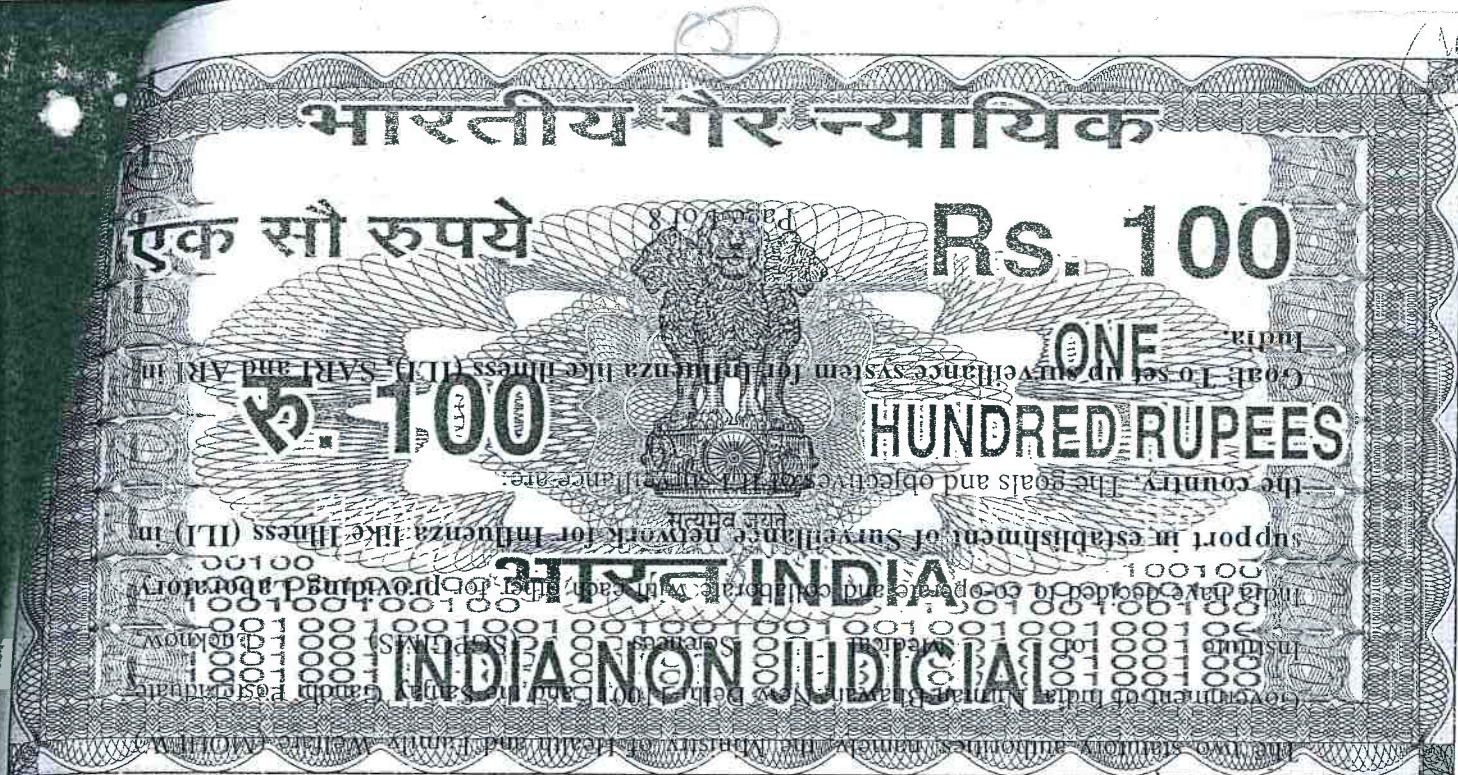 भारतीय गैर न्यायिक
एक सौ रुपये
Rs. 100
रु. 100
ONE
HUNDRED RUPEES
सत्यमेव जयते
भारत INDIA
INDIA NON JUDICIAL
The two statutory authorities, namely, the Ministry of Health and Family Welfare (MOHFW)
Government of India, Nirman Bhawan, New Delhi-110011 and the Sanjay Gandhi Post Graduate
Institute of Medical Sciences (SGPGIMS) Lucknow,
India have decided to co-operate and collaborate with each other for providing Laboratory
support in establishment of Surveillance network for Influenza like Illness (ILI) in
the country. The goals and objectives of ILI surveillance are:
Goal: To set up surveillance system for Influenza like illness (ILI), SARI and ARI in
India.
Page 1 of 8